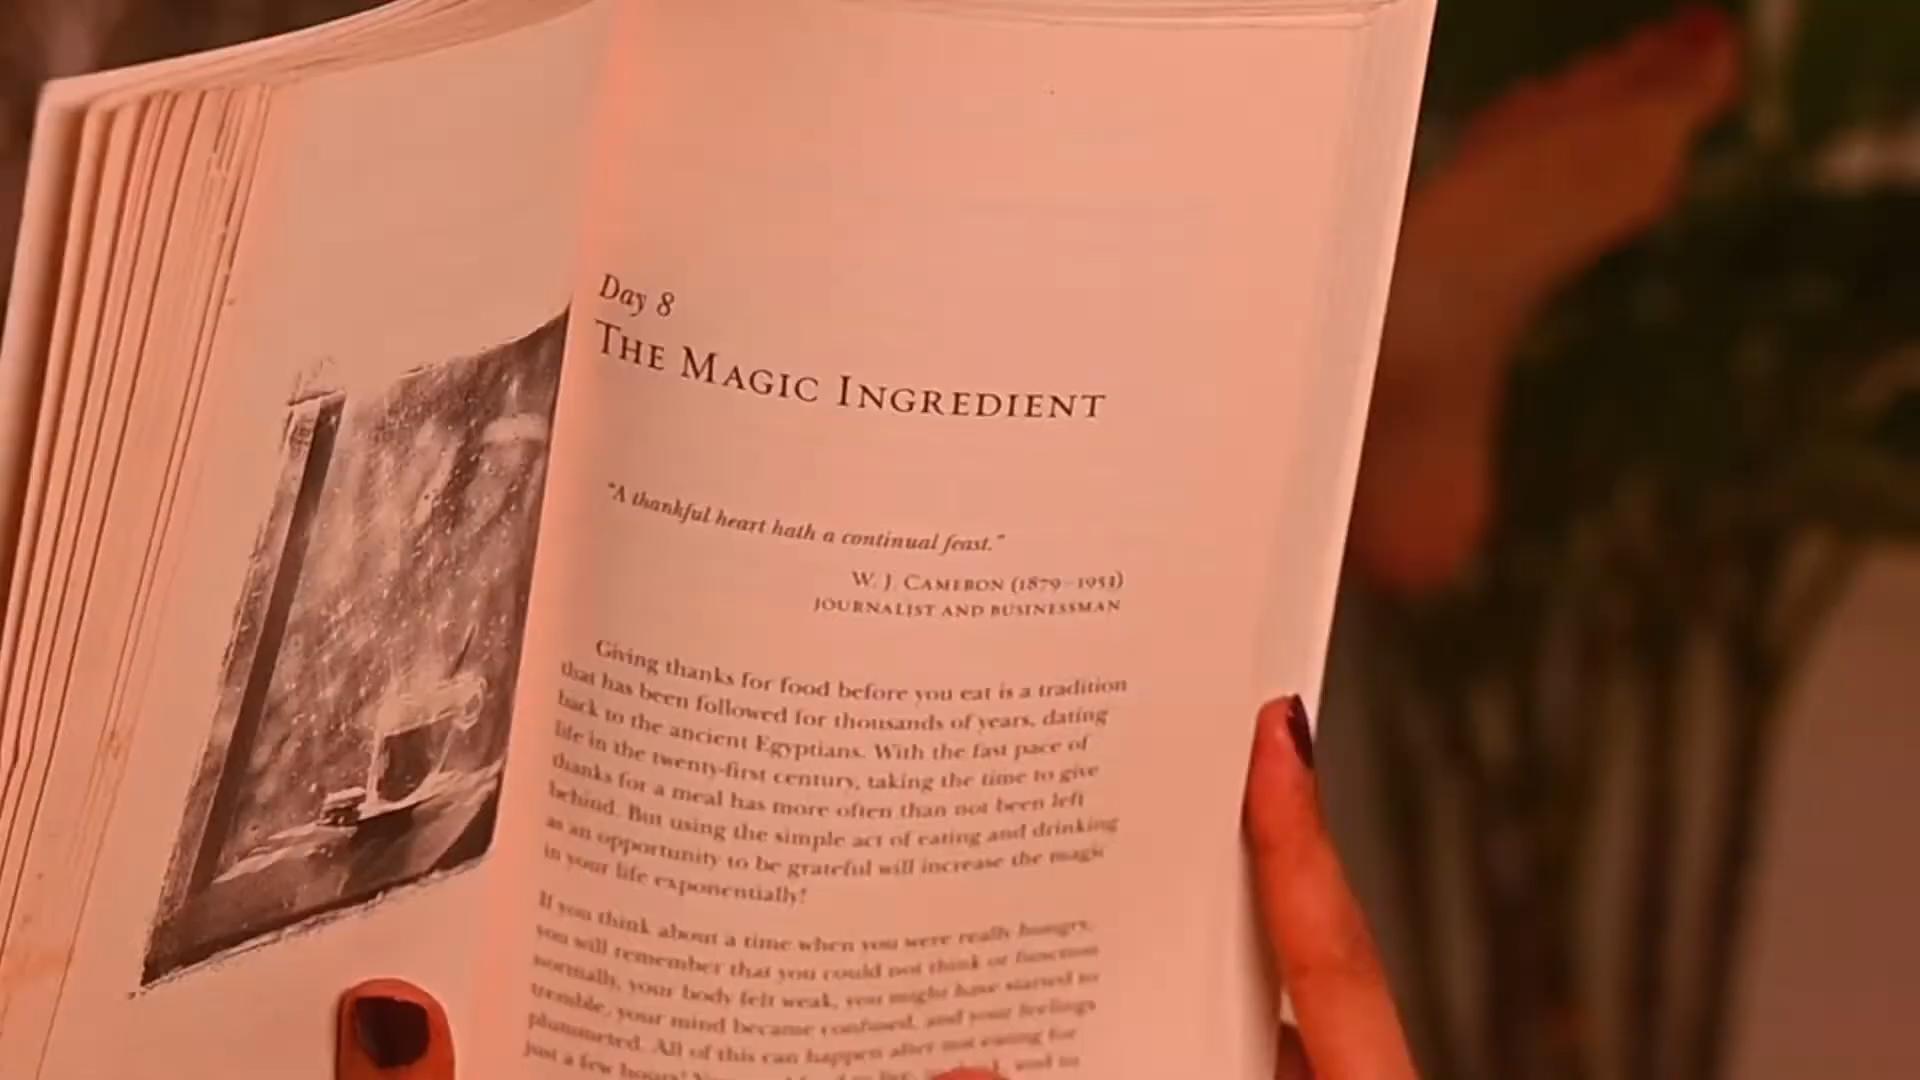 Day 8
THE MAGIC INGREDIENT
"A thankful heart hath a continual feast."
W. J. CAMERON (1879–1951)
JOURNALIST AND BUSINESSMAN
Giving thanks for food before you eat is a tradition
that has been followed for thousands of years, dating
back to the ancient Egyptians. With the fast pace of
life in the twenty-first century, taking the time to give
thanks for a meal has more often than not been left
behind. But using the simple act of eating and drinking
as an opportunity to be grateful will increase the magic
in your life exponentially!
If you think about a time when you were really hungry,
you will remember that you could not think or function
normally, your body felt weak, you might have started to
tremble, your mind became confused, and your feelings
plummeted. All of this can happen after not eating for
just a few hours!